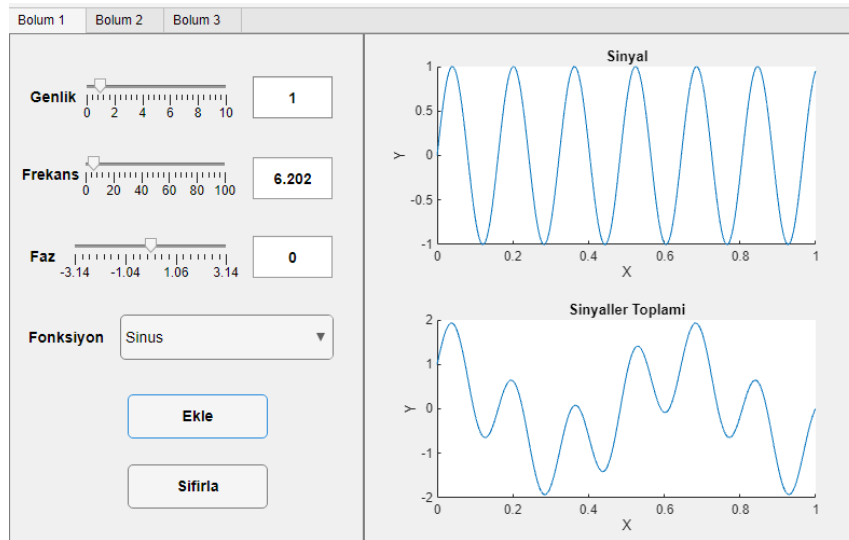 Bolum 1 Bolum 2 Bolum 3
Genlik
0 2 4 6 8 10
1
Frekans
0 20 40 60 80 100
6.202
Faz
-3.14 -1.04 1.06 3.14
0
Fonksiyon
Sinus
Ekle
Sifirla
Sinyal
1
0.5
0
-0.5
-1
Y
0 0.2 0.4 0.6 0.8 1
X
Sinyaller Toplami
2
1
0
-1
-2
Y
0 0.2 0.4 0.6 0.8 1
X